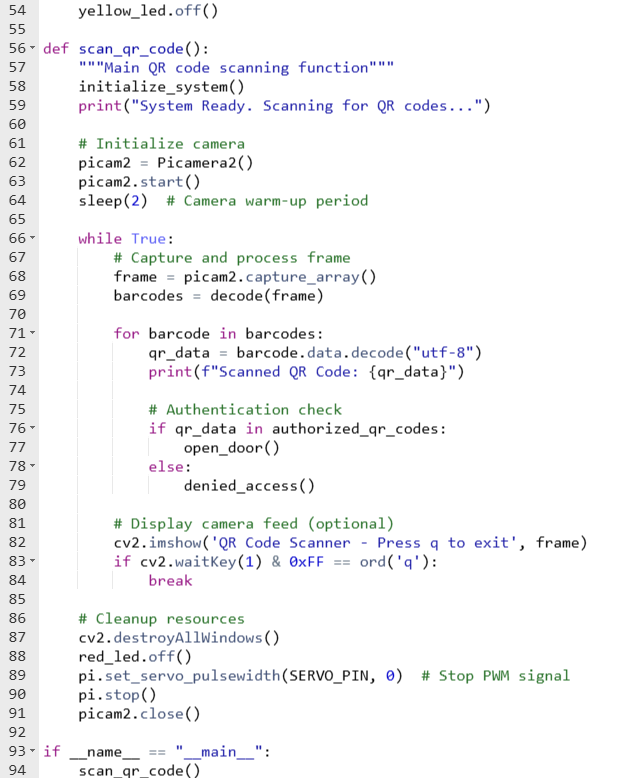 54 yellow_led.off()
55
56 def scan_qr_code():
57 """Main QR code scanning function"""
58 initialize_system()
59 print("System Ready. Scanning for QR codes...")
60
61 # Initialize camera
62 picam2 = Picamera2()
63 picam2.start()
64 sleep(2)  # Camera warm-up period
65
66 while True:
67 # Capture and process frame
68 frame = picam2.capture_array()
69 barcodes = decode(frame)
70
71 for barcode in barcodes:
72 qr_data = barcode.data.decode("utf-8")
73 print(f"Scanned QR Code: {qr_data}")
74
75 # Authentication check
76 if qr_data in authorized_qr_codes:
77 open_door()
78 else:
79 denied_access()
80
81 # Display camera feed (optional)
82 cv2.imshow('QR Code Scanner - Press q to exit', frame)
83 if cv2.waitKey(1) & 0xFF == ord('q'):
84 break
85
86 # Cleanup resources
87 cv2.destroyAllWindows()
88 red_led.off()
89 pi.set_servo_pulsewidth(SERVO_PIN, 0)  # Stop PWM signal
90 pi.stop()
91 picam2.close()
92
93 if __name__ == "__main__":
94 scan_qr_code()